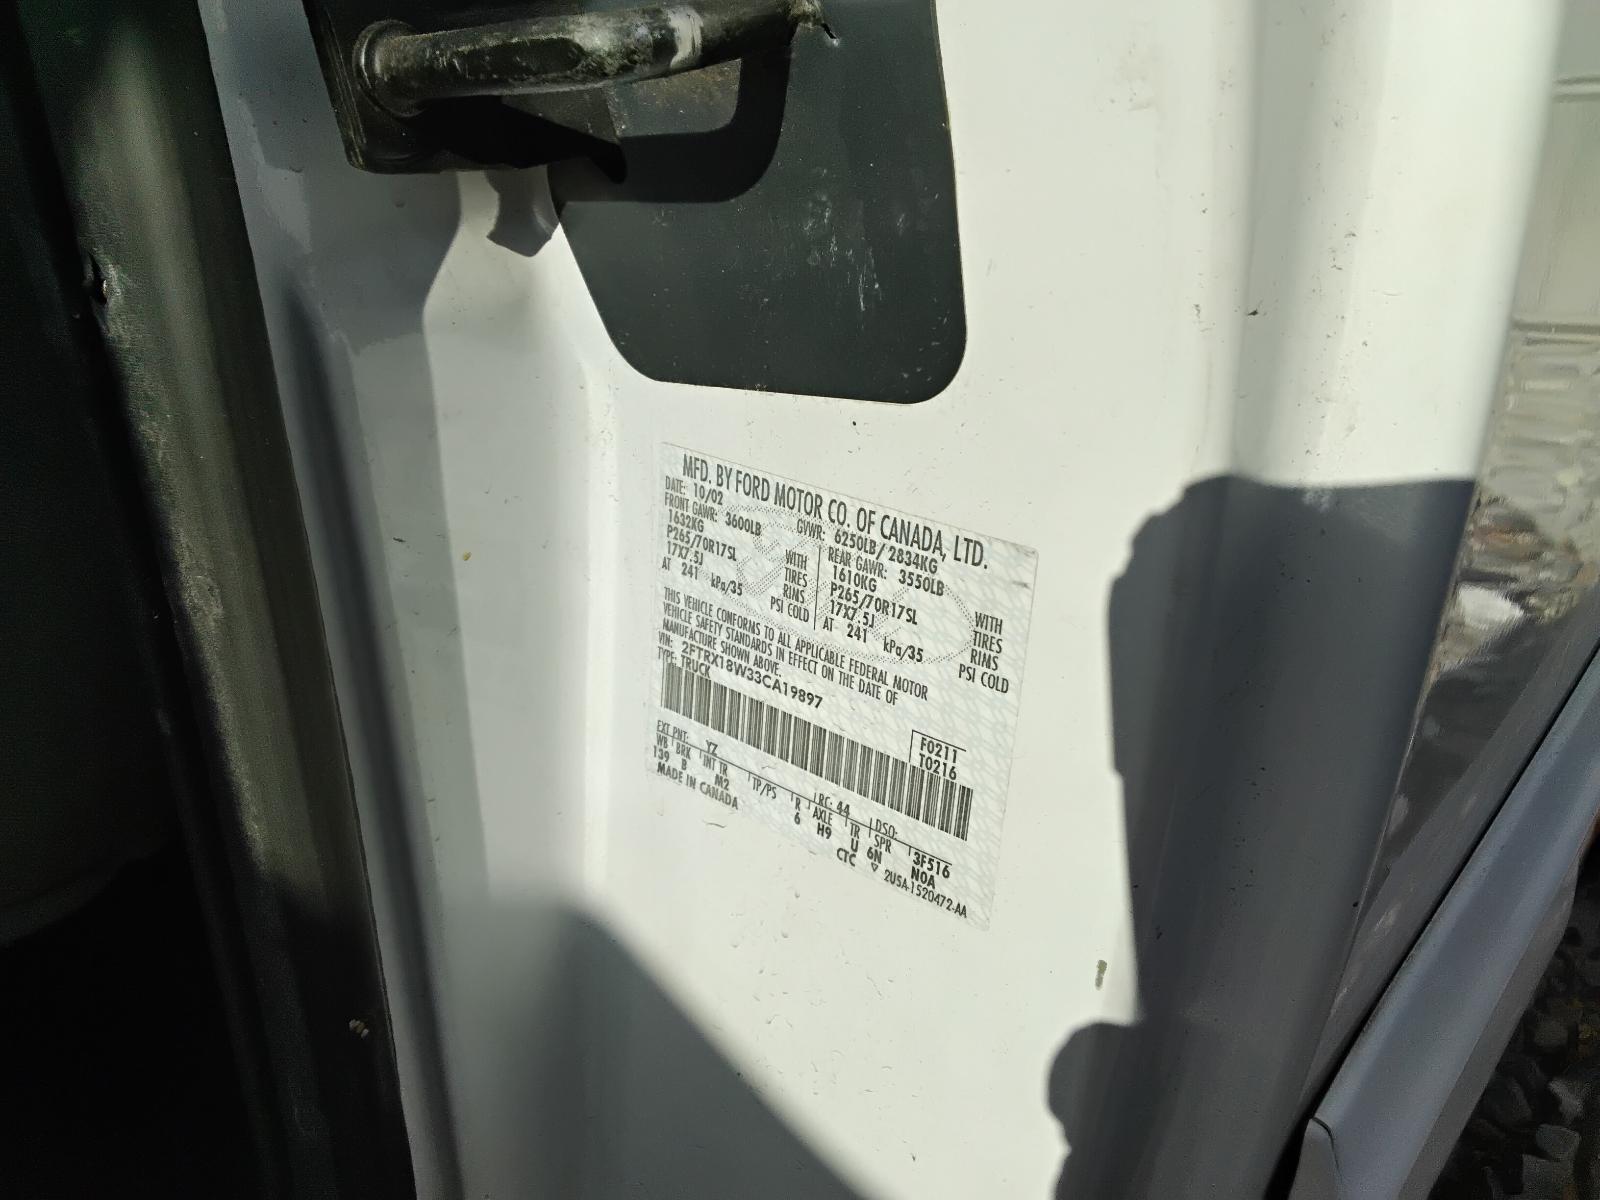 MFD. BY FORD MOTOR CO. OF CANADA, LTD.
DATE: 10/02 GVWR: 6250LB/2834KG
FRONT GAWR: 3600LB REAR GAWR: 3550LB
1632KG WITH 1610KG WITH
P265/70R17SL TIRES P265/70R17SL TIRES
17X7.5J RIMS 17X7.5J RIMS
AT 241 kPa/35 PSI COLD AT 241 kPa/35 PSI COLD
THIS VEHICLE CONFORMS TO ALL APPLICABLE FEDERAL MOTOR
VEHICLE SAFETY STANDARDS IN EFFECT ON THE DATE OF
MANUFACTURE SHOWN ABOVE.
VIN: 2FTRX18W33CA19897
TYPE: TRUCK
F0211
T0216
EXT PNT: YZ RC: 44 DSO:
WB BRK INT TR TP/PS R AXLE TR SPR 3F516
139 B M2 6 H9 U 6N N0A
MADE IN CANADA CTC ▽ 2U5A-1520472-AA